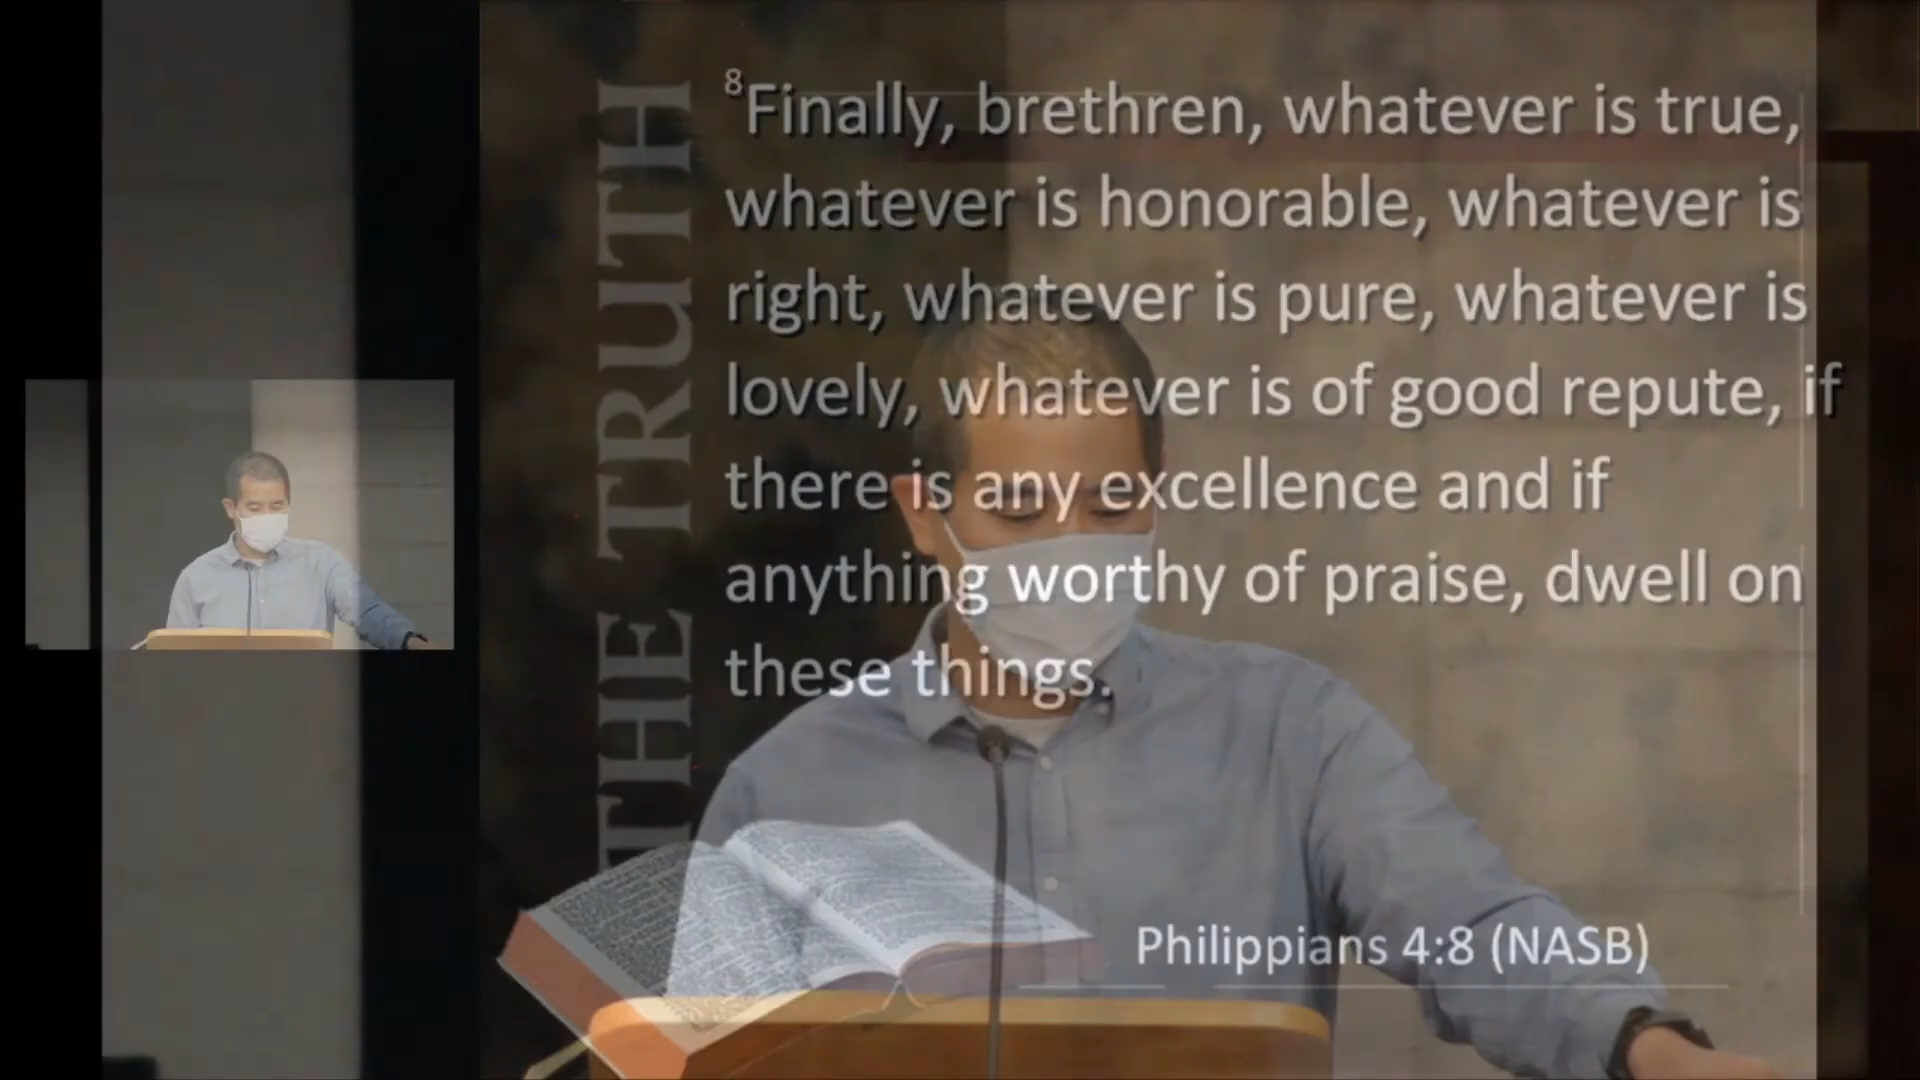 THE TRUTH
⁸Finally, brethren, whatever is true,
whatever is honorable, whatever is
right, whatever is pure, whatever is
lovely, whatever is of good repute, if
there is any excellence and if
anything worthy of praise, dwell on
these things.
Philippians 4:8 (NASB)